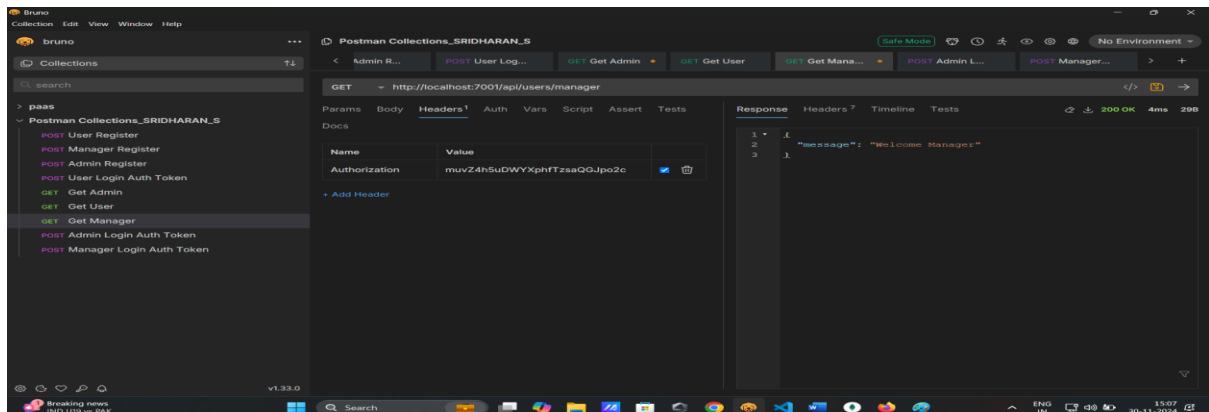 Bruno
Collection Edit View Window Help
bruno
Postman Collections_SRIDHARAN_S
Safe Mode
No Environment
Collections
Admin R...
POST User Log...
GET Get Admin
GET Get User
GET Get Mana...
POST Admin L...
POST Manager...
search
GET http://localhost:7001/api/users/manager
paas
Postman Collections_SRIDHARAN_S
POST User Register
POST Manager Register
POST Admin Register
POST User Login Auth Token
GET Get Admin
GET Get User
GET Get Manager
POST Admin Login Auth Token
POST Manager Login Auth Token
Params Body Headers1 Auth Vars Script Assert Tests
Docs
Name Value
Authorization muvZ4h5uDWYXphfTzsaQGJpo2c
+ Add Header
Response Headers7 Timeline Tests
200 OK 4ms 29B
1 {
2 "message": "Welcome Manager"
3 }
v1.33.0
1 Breaking news
IND U19 vs PAK
Search
ENG
IN
15:07
30-11-2024